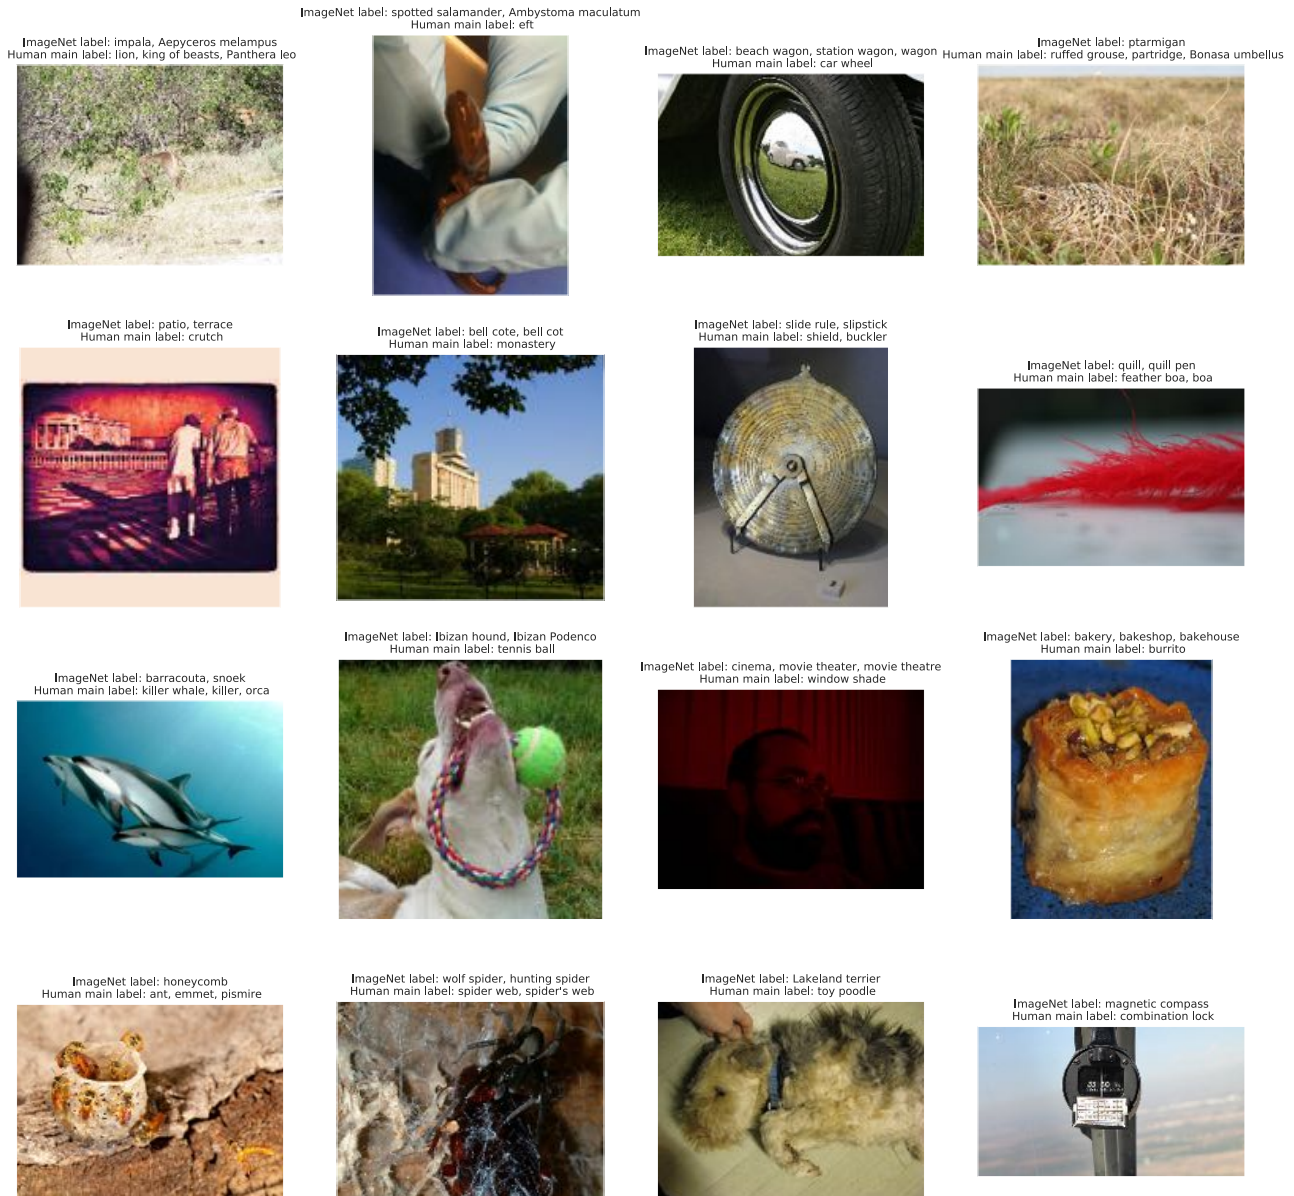 ImageNet label: impala, Aepyceros melampus
Human main label: lion, king of beasts, Panthera leo
ImageNet label: spotted salamander, Ambystoma maculatum
Human main label: eft
ImageNet label: beach wagon, station wagon, wagon
Human main label: car wheel
ImageNet label: ptarmigan
Human main label: ruffed grouse, partridge, Bonasa umbellus
ImageNet label: patio, terrace
Human main label: crutch
ImageNet label: bell cote, bell cot
Human main label: monastery
ImageNet label: slide rule, slipstick
Human main label: shield, buckler
ImageNet label: quill, quill pen
Human main label: feather boa, boa
ImageNet label: barracouta, snoek
Human main label: killer whale, killer, orca
ImageNet label: Ibizan hound, Ibizan Podenco
Human main label: tennis ball
ImageNet label: cinema, movie theater, movie theatre
Human main label: window shade
ImageNet label: bakery, bakeshop, bakehouse
Human main label: burrito
ImageNet label: honeycomb
Human main label: ant, emmet, pismire
ImageNet label: wolf spider, hunting spider
Human main label: spider web, spider's web
ImageNet label: Lakeland terrier
Human main label: toy poodle
ImageNet label: magnetic compass
Human main label: combination lock